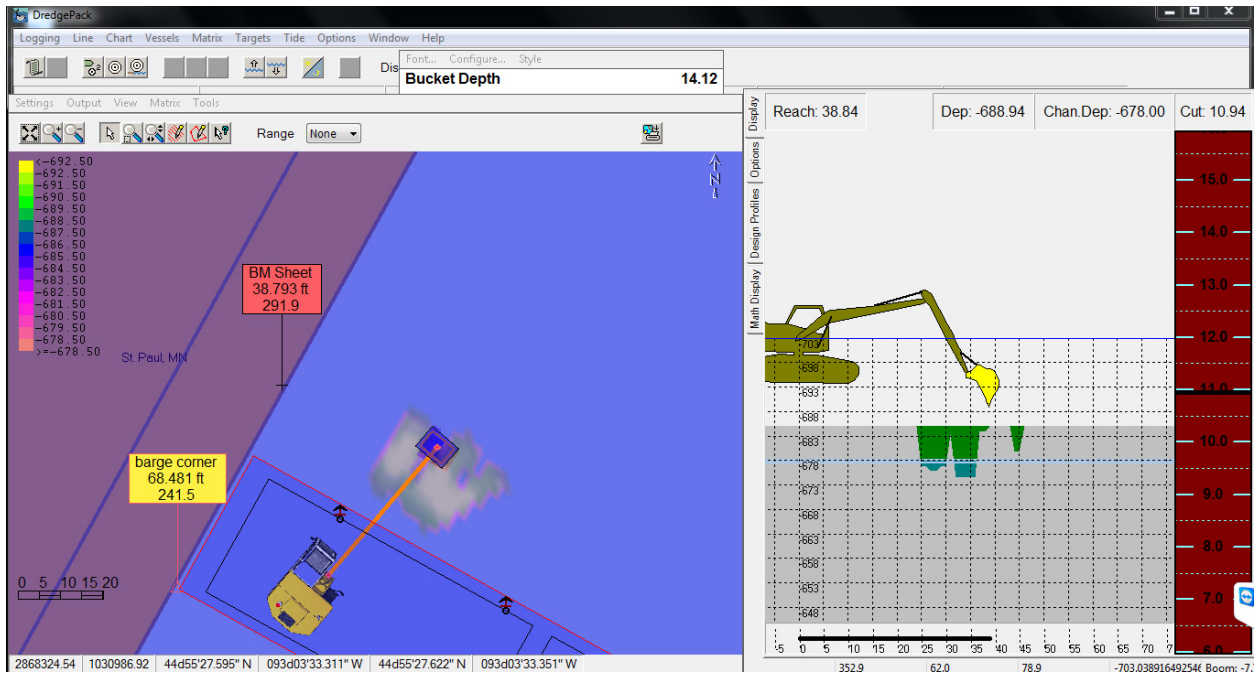 DredgePack
Logging Line Chart Vessels Matrix Targets Tide Options Window Help
Dis
Font... Configure... Style
Bucket Depth 14.12
Settings Output View Matrix Tools
Range None
<-692.50
-692.50
-691.50
-690.50
-689.50
-688.50
-687.50
-686.50
-685.50
-684.50
-683.50
-682.50
-681.50
-680.50
-679.50
-678.50
>=-678.50
St. Paul, MN
N
BM Sheet
38.793 ft
291.9
barge corner
68.481 ft
241.5
0 5 10 15 20
2868324.54 1030986.92 44d55'27.595" N 093d03'33.311" W 44d55'27.622" N 093d03'33.351" W
Display
Options
Design Profiles
Math Display
Reach: 38.84 Dep: -688.94 Chan.Dep: -678.00 Cut: 10.94
-703
-698
-693
-688
-683
-678
-673
-668
-663
-658
-653
-648
-5 0 5 10 15 20 25 30 35 40 45 50 55 60 65 70 7
15.0
14.0
13.0
12.0
11.0
10.0
9.0
8.0
7.0
6.0
352.9 62.0 78.9 -703.0389164925 Boom: -7.